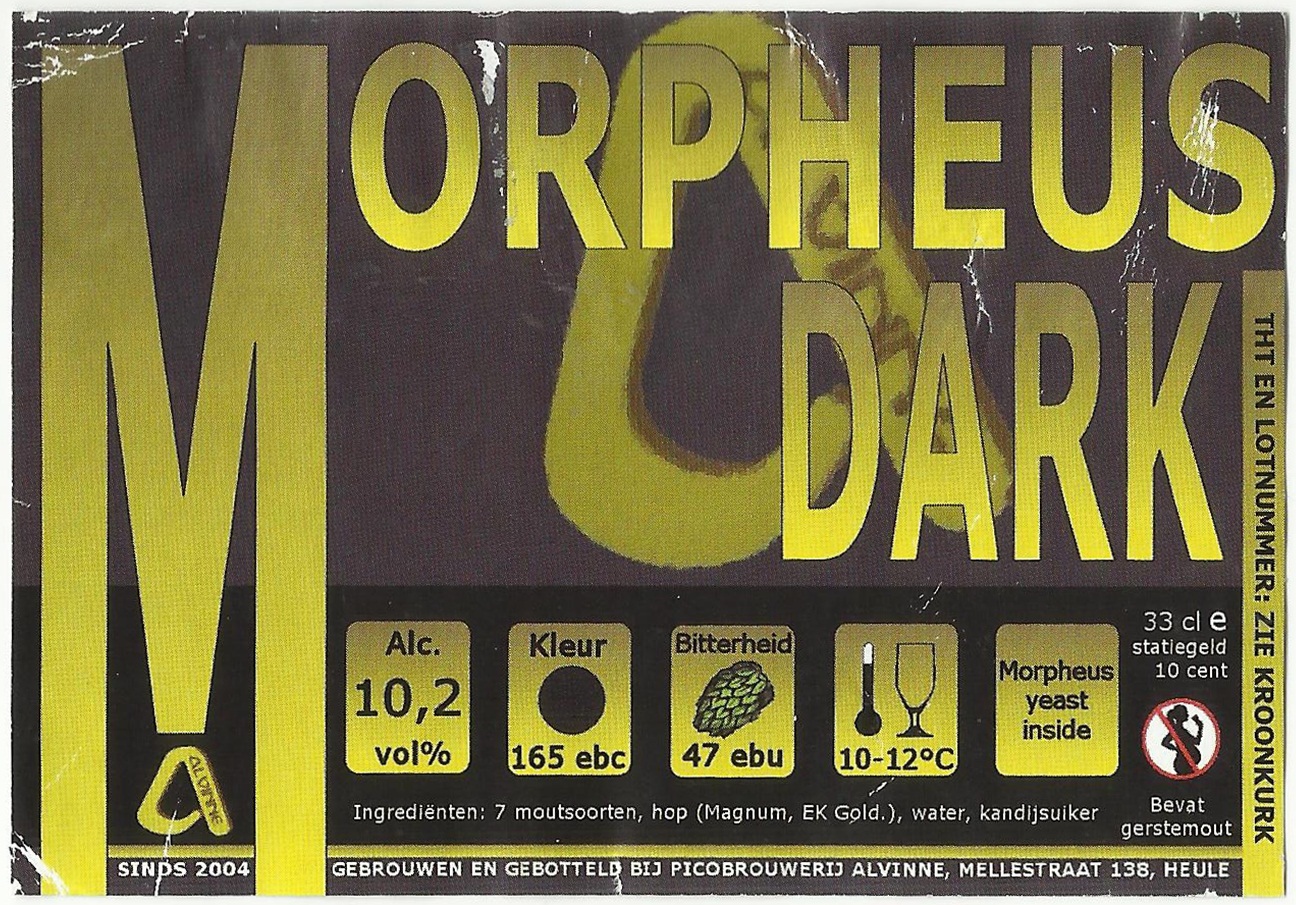 MORPHEUS
DARK
Alc.
10,2
vol%
Kleur
165 ebc
Bitterheid
47 ebu
10-12°C
Morpheus
yeast
inside
33 cl e
statiegeld
10 cent
Bevat
gerstemout
Ingrediënten: 7 moutsoorten, hop (Magnum, EK Gold.), water, kandijsuiker
ALVINNE
SINDS 2004
GEBROUWEN EN GEBOTTELD BIJ PICOBROUWERIJ ALVINNE, MELLESTRAAT 138, HEULE
THT EN LOTNUMMER: ZIE KROONKURK